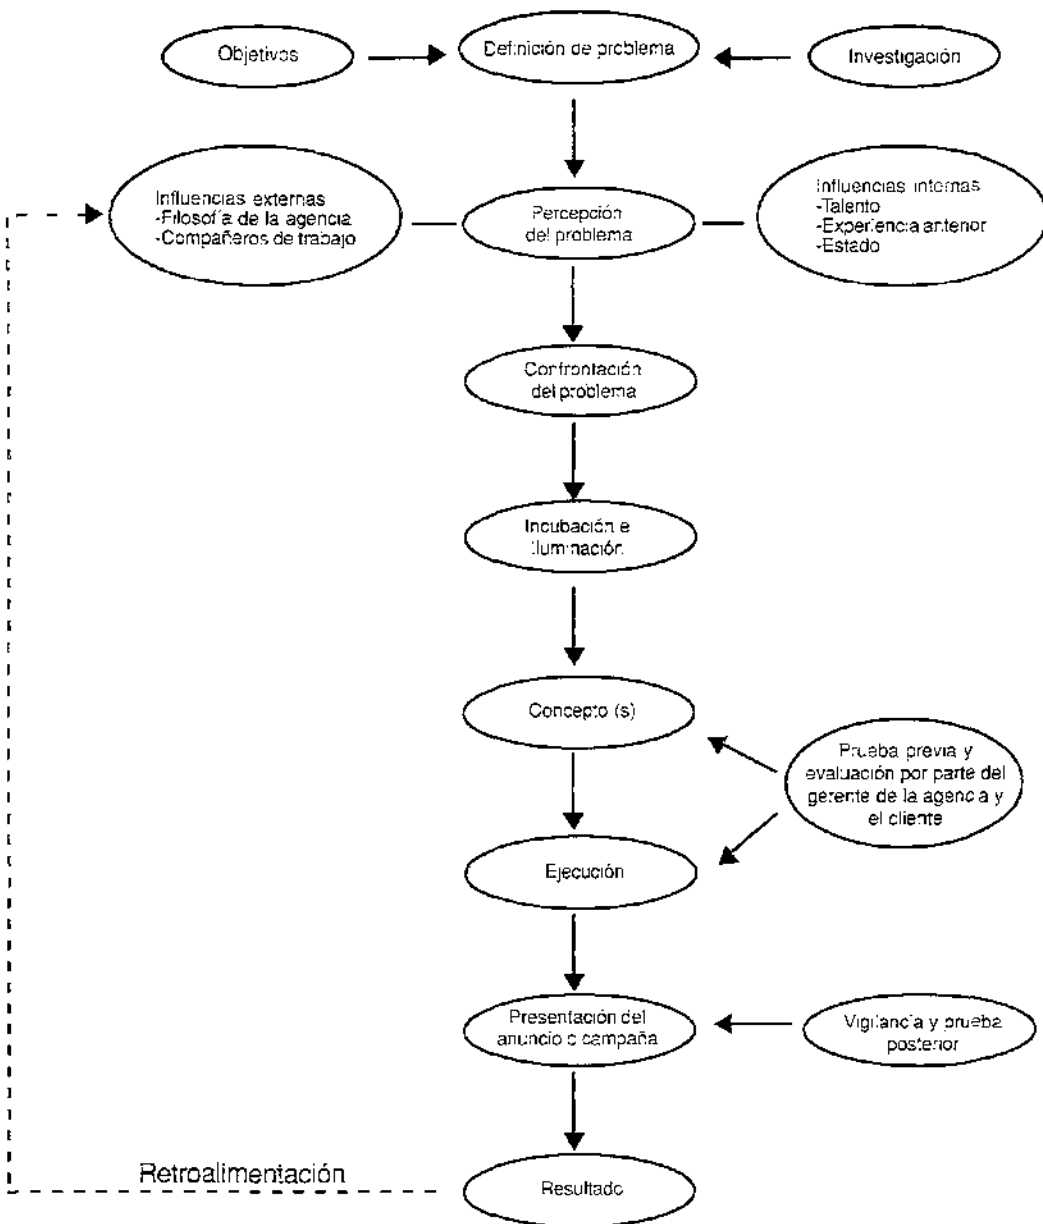 Objetivos
Definición de problema
Investigación
Influencias externas
-Filosofía de la agencia
-Compañeros de trabajo
Percepción
del problema
Influencias internas
-Talento
-Experiencia anterior
-Estado
Confrontación
del problema
Incubación e
iluminación
Concepto (s)
Prueba previa y
evaluación por parte del
gerente de la agencia y
el cliente
Ejecución
Presentación del
anuncio o campaña
Vigilancia y prueba
posterior
Retroalimentación
Resultado